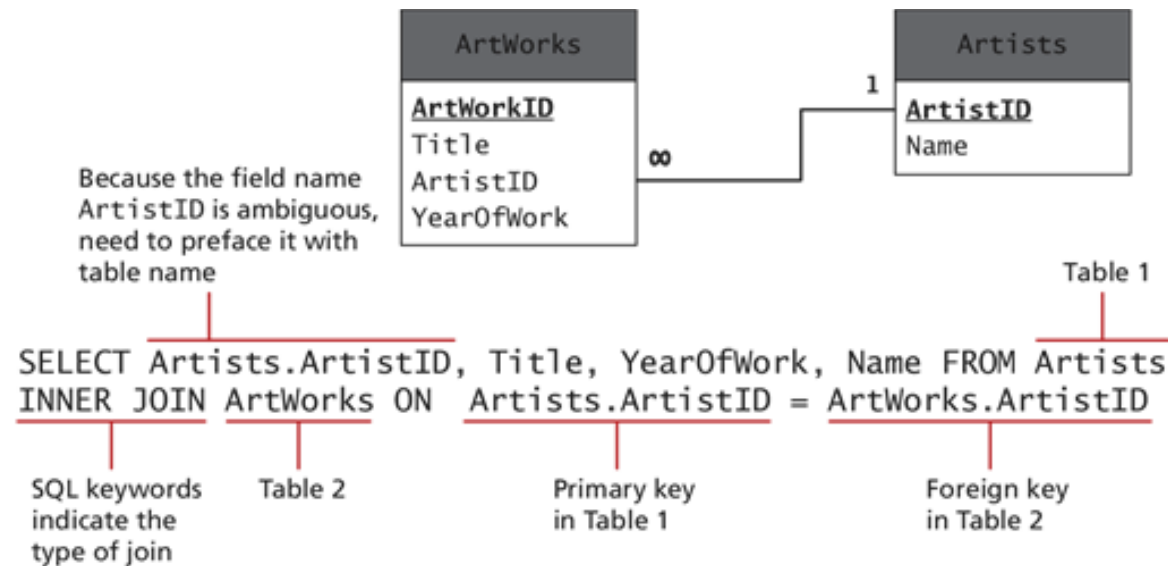 ArtWorks
ArtWorkID
Title
ArtistID
YearOfWork
∞
1
Artists
ArtistID
Name
Because the field name
ArtistID is ambiguous,
need to preface it with
table name
Table 1
SELECT Artists.ArtistID, Title, YearOfWork, Name FROM Artists
INNER JOIN ArtWorks ON Artists.ArtistID = ArtWorks.ArtistID
SQL keywords
indicate the
type of join
Table 2
Primary key
in Table 1
Foreign key
in Table 2